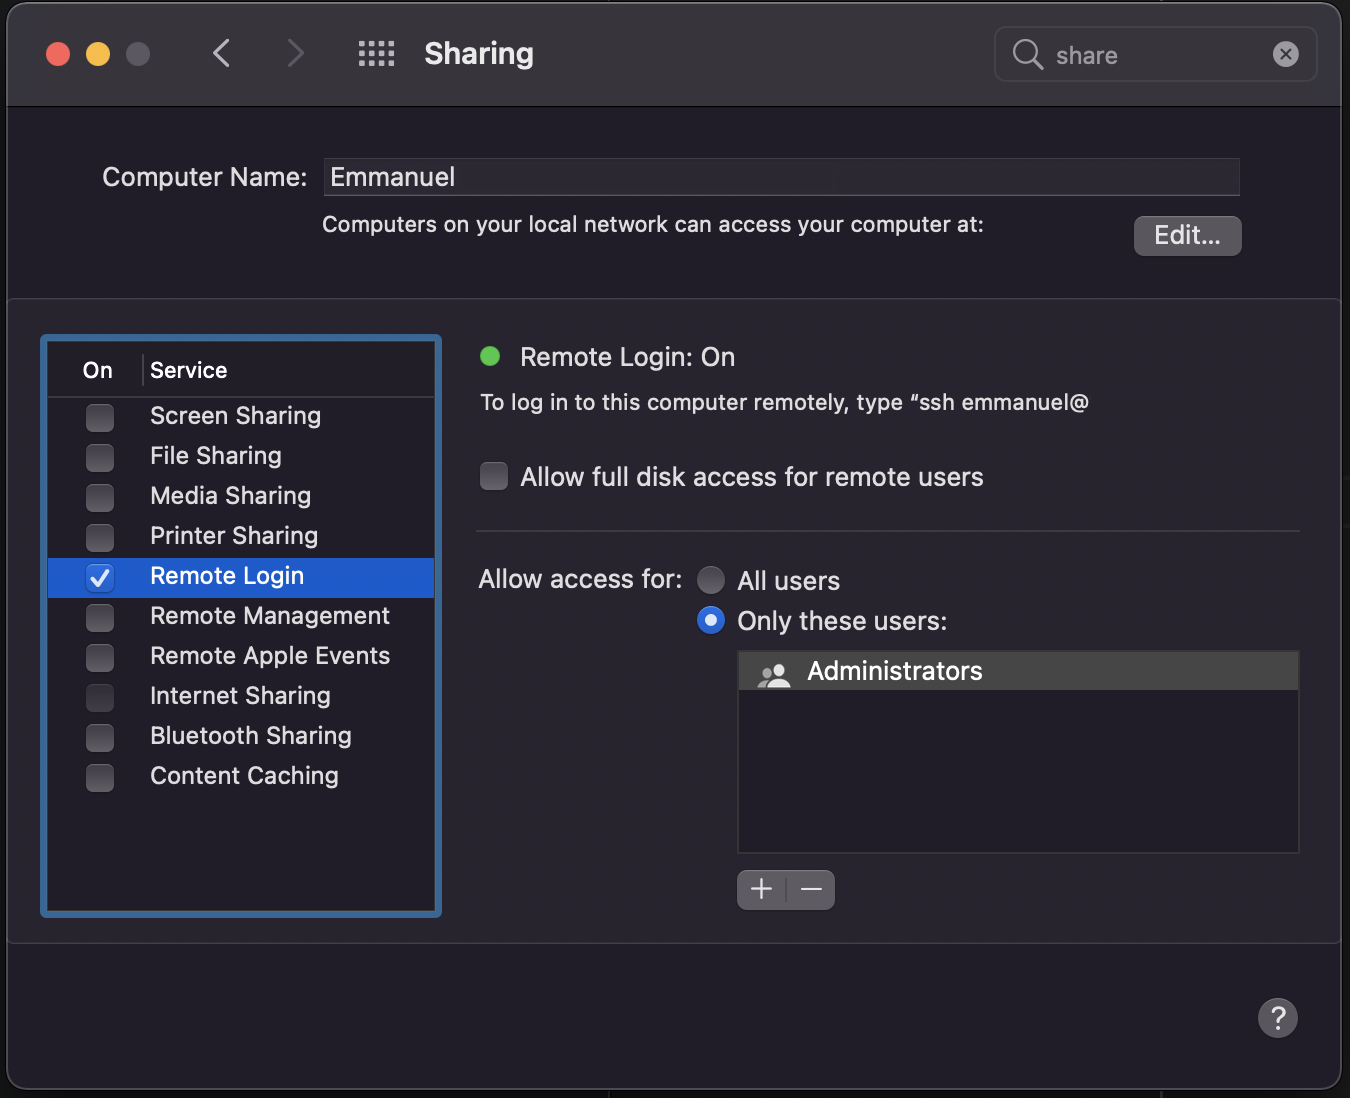 Sharing
share
Computer Name: Emmanuel
Computers on your local network can access your computer at:
Edit...
On Service
Screen Sharing
File Sharing
Media Sharing
Printer Sharing
Remote Login
Remote Management
Remote Apple Events
Internet Sharing
Bluetooth Sharing
Content Caching
Remote Login: On
To log in to this computer remotely, type “ssh emmanuel@
Allow full disk access for remote users
Allow access for: All users
Only these users:
Administrators
+ −
?